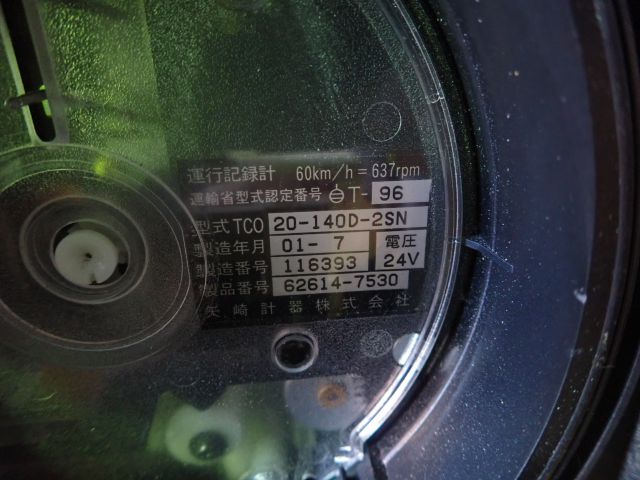 運行記録計 60km/h=637rpm
運輸省型式認定番号 T- 96
型式 TCO 20-140D-2SN
製造年月 01- 7 電圧
製造番号 116393 24V
製品番号 62614-7530
矢崎計器株式会社